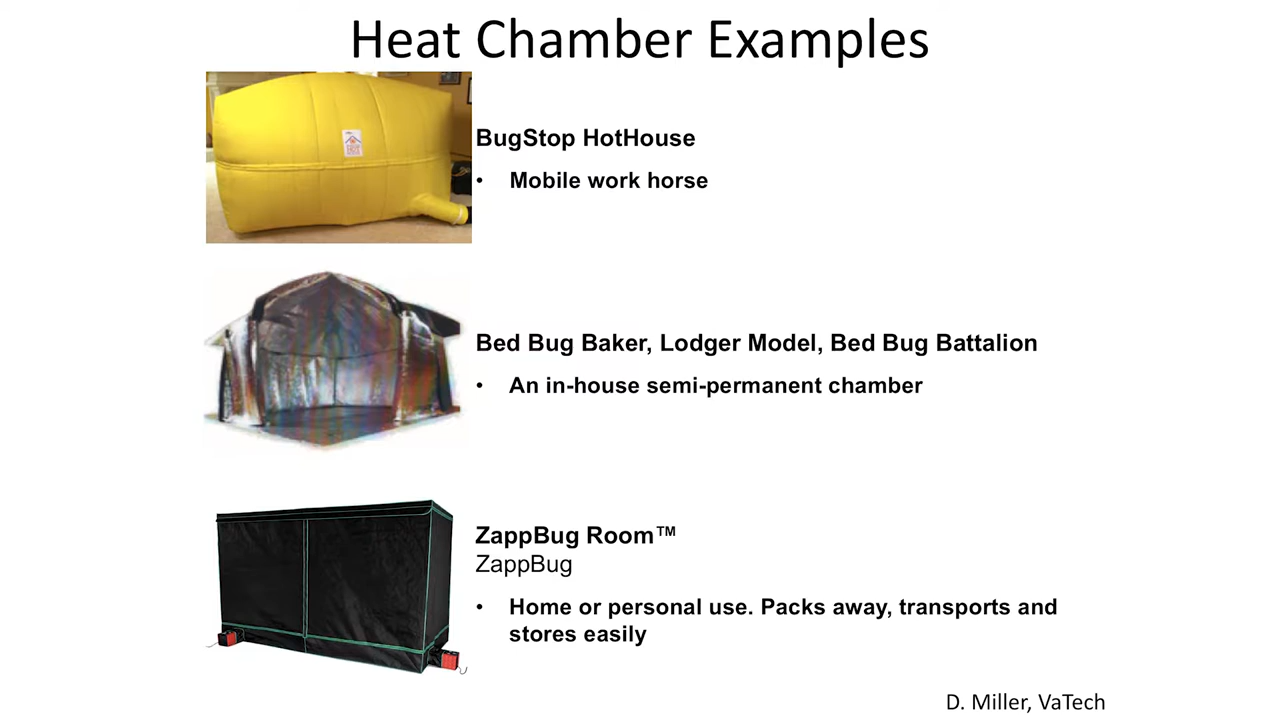 Heat Chamber Examples
BugStop HotHouse
• Mobile work horse
Bed Bug Baker, Lodger Model, Bed Bug Battalion
• An in-house semi-permanent chamber
ZappBug Room™
ZappBug
• Home or personal use. Packs away, transports and
stores easily
D. Miller, VaTech